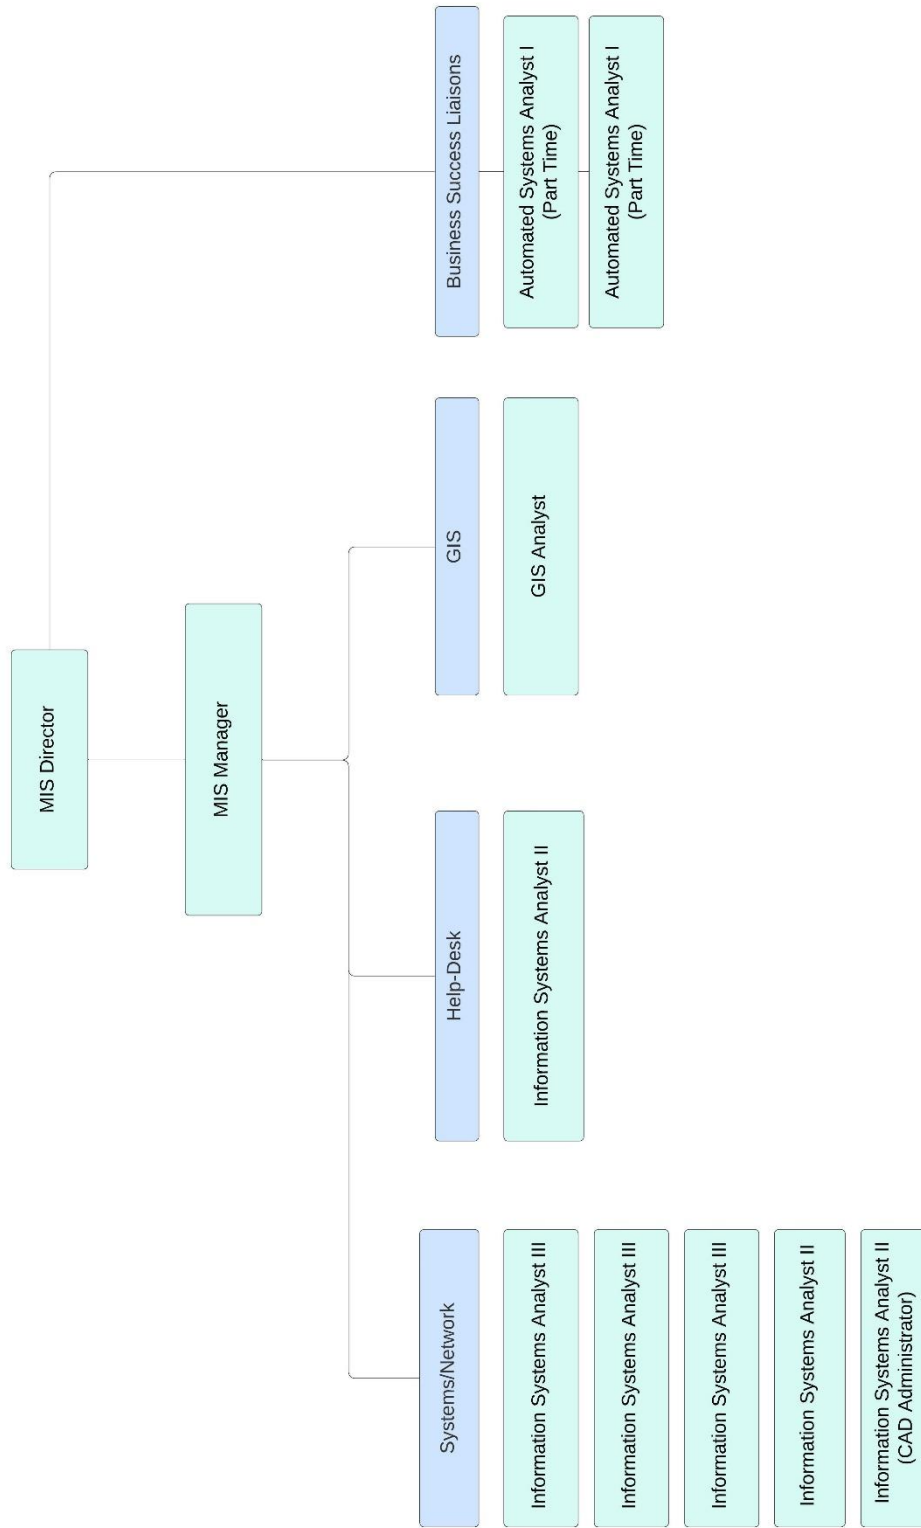 MIS Director
MIS Manager
Systems/Network
Help-Desk
GIS
Business Success Liaisons
Information Systems Analyst III
Information Systems Analyst III
Information Systems Analyst III
Information Systems Analyst II
Information Systems Analyst II
(CAD Administrator)
Information Systems Analyst II
GIS Analyst
Automated Systems Analyst I
(Part Time)
Automated Systems Analyst I
(Part Time)